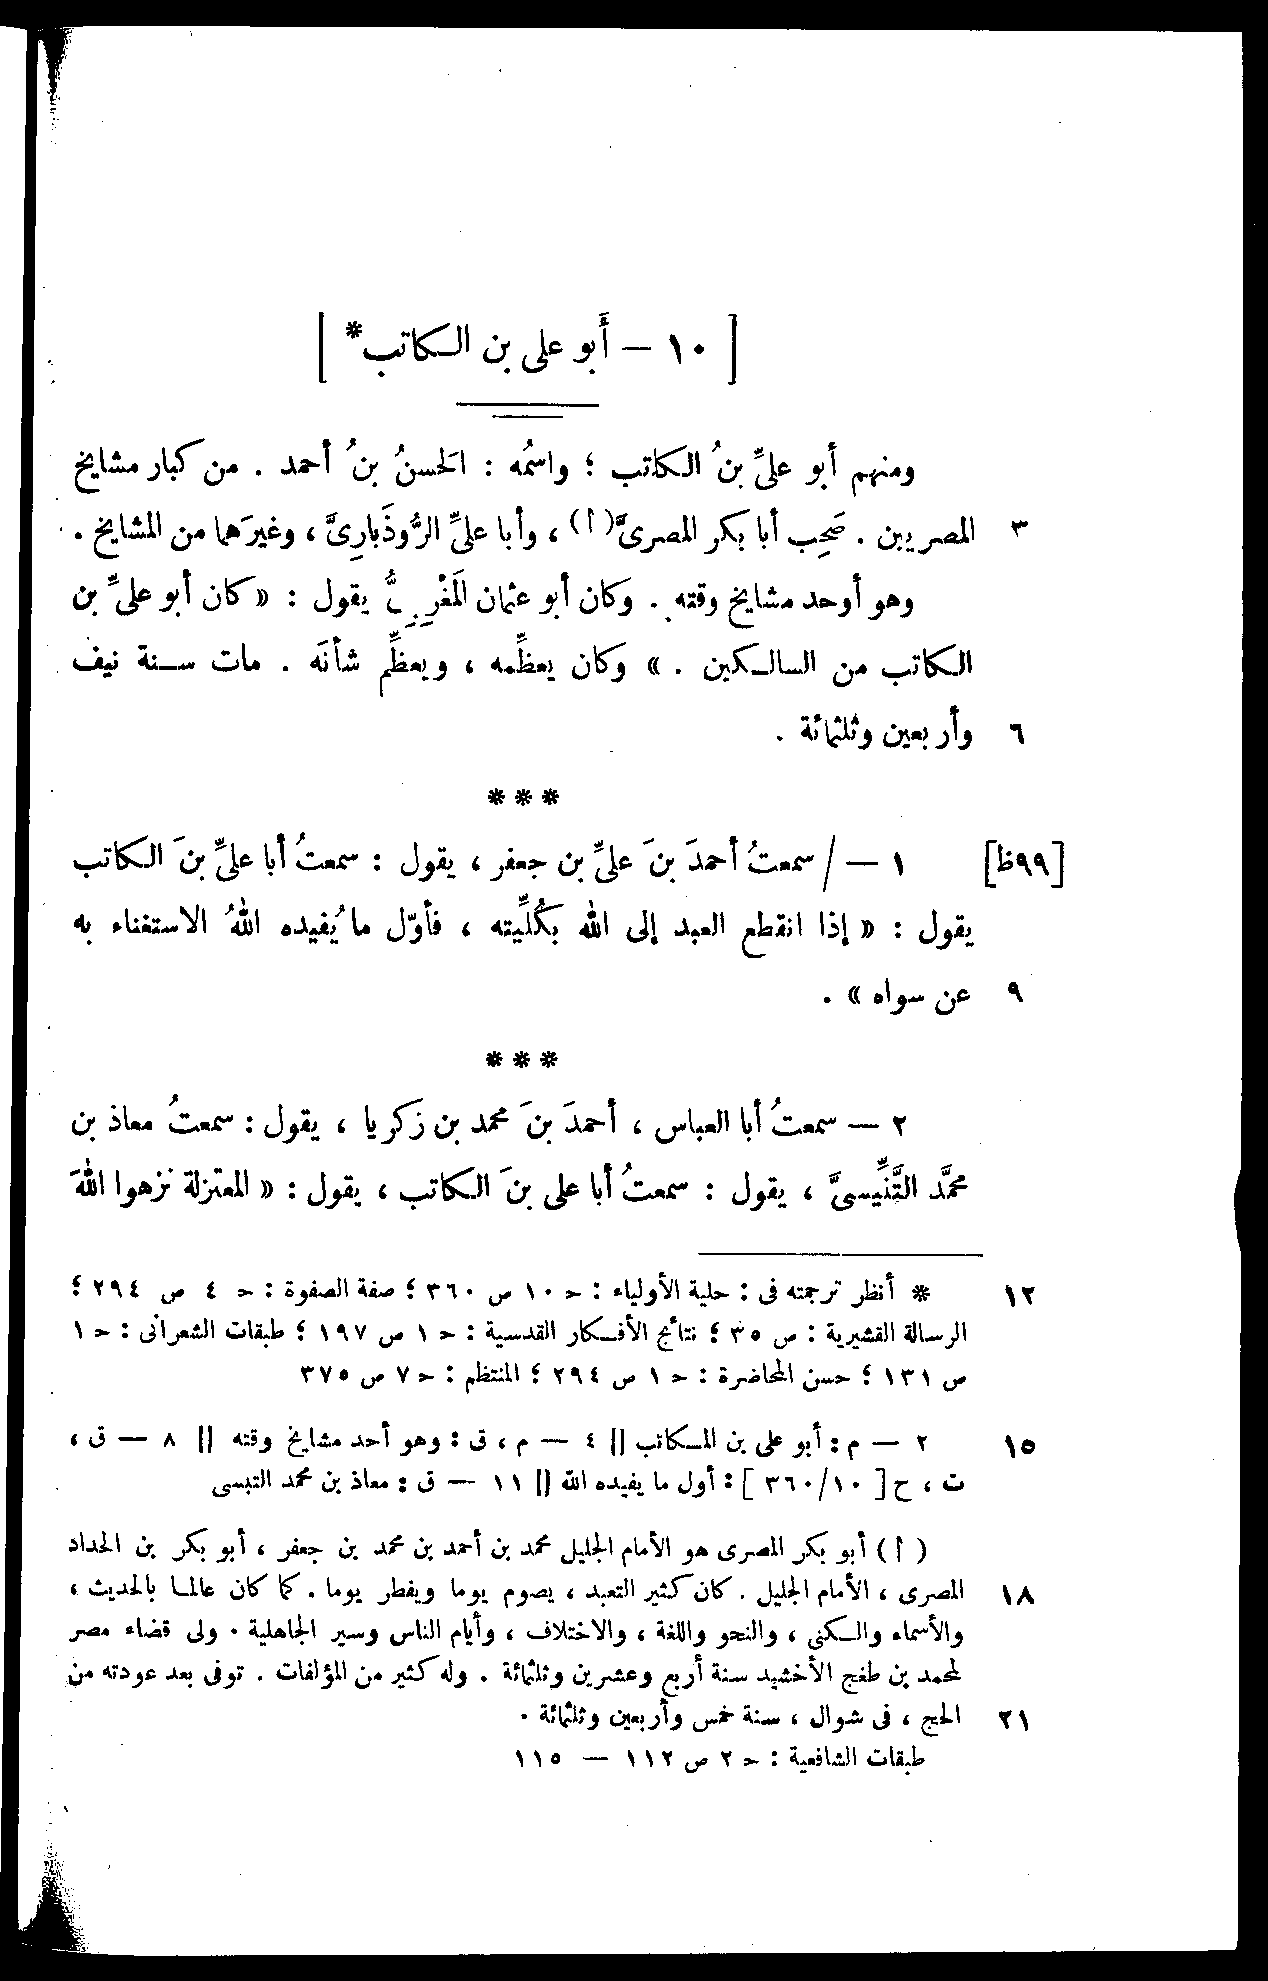 [ ١٠ — أَبو على بن الكاتب* ]
ومنهم أبو علىِّ بنُ الكاتب ؛ واسمُه : الحَسنُ بنُ أحمد . من كبار مشايخ
٣ المصريين . صَحِب أبا بكر المصرىَّ(أ) ، وأبا علىِّ الرُّوذَبارِىَّ ، وغيرَهما من المشايخ .
وهو أوحد مشايخ وقته . وكان أبو عثمان المَغْرِبىُّ يقول : « كان أبو علىِّ بن
الكاتب من السالكين . » وكان يعظِّمه ، ويعظِّم شأنَه . مات سنة نيف
٦ وأربعين وثلثمائة .
***
[٩٩ظ] ١ — / سمعتُ أحمدَ بنَ علىِّ بن جعفر ، يقول : سمعتُ أبا علىِّ بنَ الكاتب
يقول : « إذا انقطع العبد إلى الله بكُلِّيته ، فأوّل ما يُفيده اللهُ الاستغناء به
٩ عن سواه » .
***
٢ — سمعتُ أبا العباس ، أحمدَ بنَ محمد بن زكريا ، يقول : سمعتُ معاذ بن
محمَّد التِّنِّيسىَّ ، يقول : سمعتُ أبا على بنَ الكاتب ، يقول : « المعتزلة نزهوا اللهَ
١٢ * أنظر ترجمته فى : حلية الأولياء : حـ ١٠ ص ٣٦٠ ؛ صفة الصفوة : حـ ٤ ص ٢٩٤ ؛
الرسالة القشيرية : ص ٣٥ ؛ نتائج الأفكار القدسية : حـ ١ ص ١٩٧ ؛ طبقات الشعرانى : حـ ١
ص ١٣١ ؛ حسن المحاضرة : حـ ١ ص ٢٩٤ ؛ المنتظم : حـ ٧ ص ٣٧٥
١٥ ٢ — م : أبو على بن المكاتب || ٤ — م ، ق : وهو أحد مشايخ وقته || ٨ — ق ،
ت ، ح [ ٣٦٠/١٠ ] : أول ما يفيده الله || ١١ — ق : معاذ بن محمد التبسى
( أ ) أبو بكر المصرى هو الأمام الجليل محمد بن أحمد بن محمد بن جعفر ، أبو بكر بن الحداد
١٨ المصرى ، الأمام الجليل . كان كثير التعبد ، يصوم يوما ويفطر يوما . كما كان عالما بالحديث ،
والأسماء والكنى ، والنحو واللغة ، والاختلاف ، وأيام الناس وسير الجاهلية . ولى قضاء مصر
لمحمد بن طغج الأخشيد سنة أربع وعشرين وثلثمائة . وله كثير من المؤلفات . توفى بعد عودته من
٢١ الحج ، فى شوال ، سنة خمس وأربعين وثلثمائة .
طبقات الشافعية : حـ ٢ ص ١١٢ — ١١٥